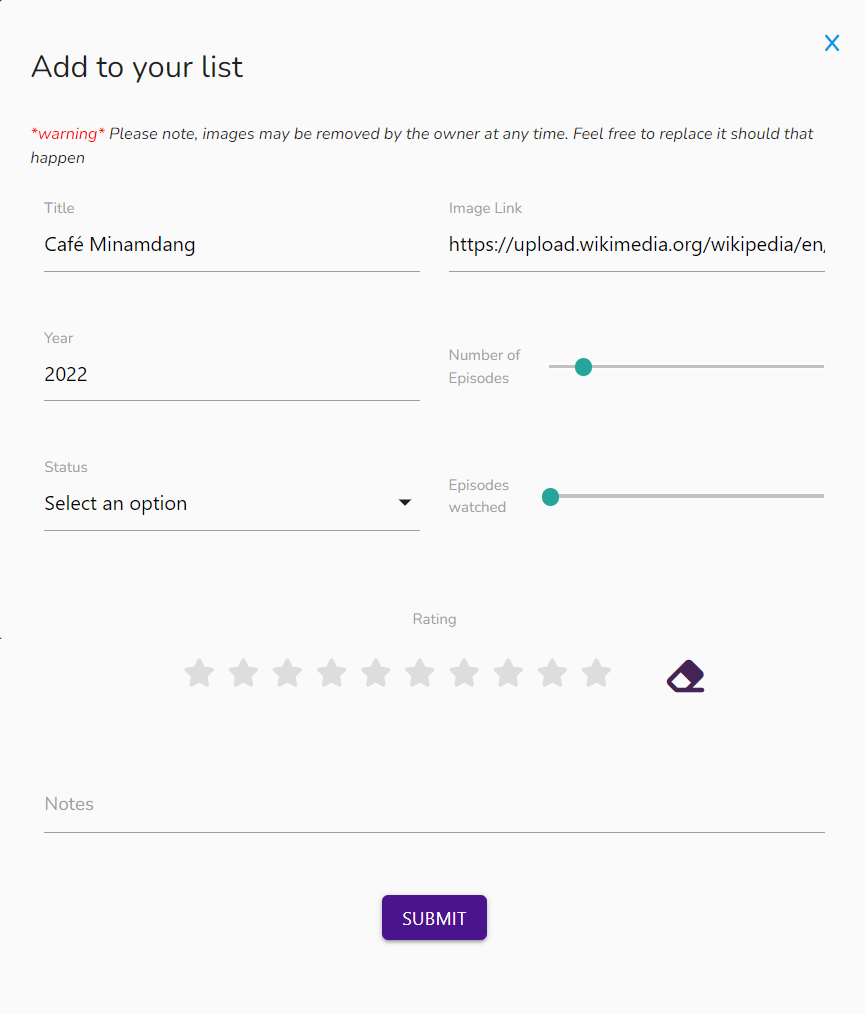 X
Add to your list
*warning* Please note, images may be removed by the owner at any time. Feel free to replace it should that
happen
Title
Café Minamdang
Image Link
https://upload.wikimedia.org/wikipedia/en/
Year
2022
Number of
Episodes
Status
Select an option
Episodes
watched
Rating
Notes
SUBMIT